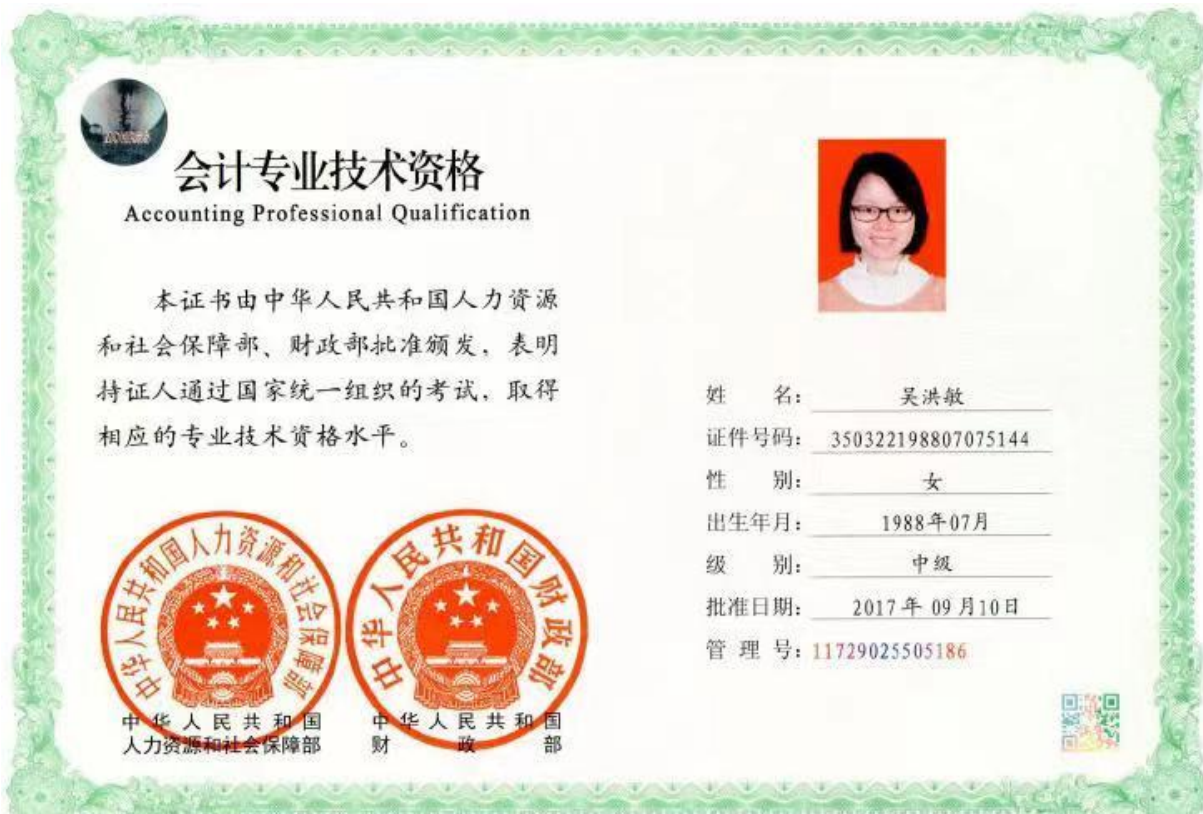 会计专业技术资格
Accounting Professional Qualification
本证书由中华人民共和国人力资源
和社会保障部、财政部批准颁发，表明
持证人通过国家统一组织的考试，取得
相应的专业技术资格水平。
中华人民共和国人力资源和社会保障部
中华人民共和国财政部
中华人民共和国
人力资源和社会保障部
中华人民共和国
财政部
姓名：吴洪敏
证件号码：350322198807075144
性别：女
出生年月：1988年07月
级别：中级
批准日期：2017年09月10日
管理号：11729025505186